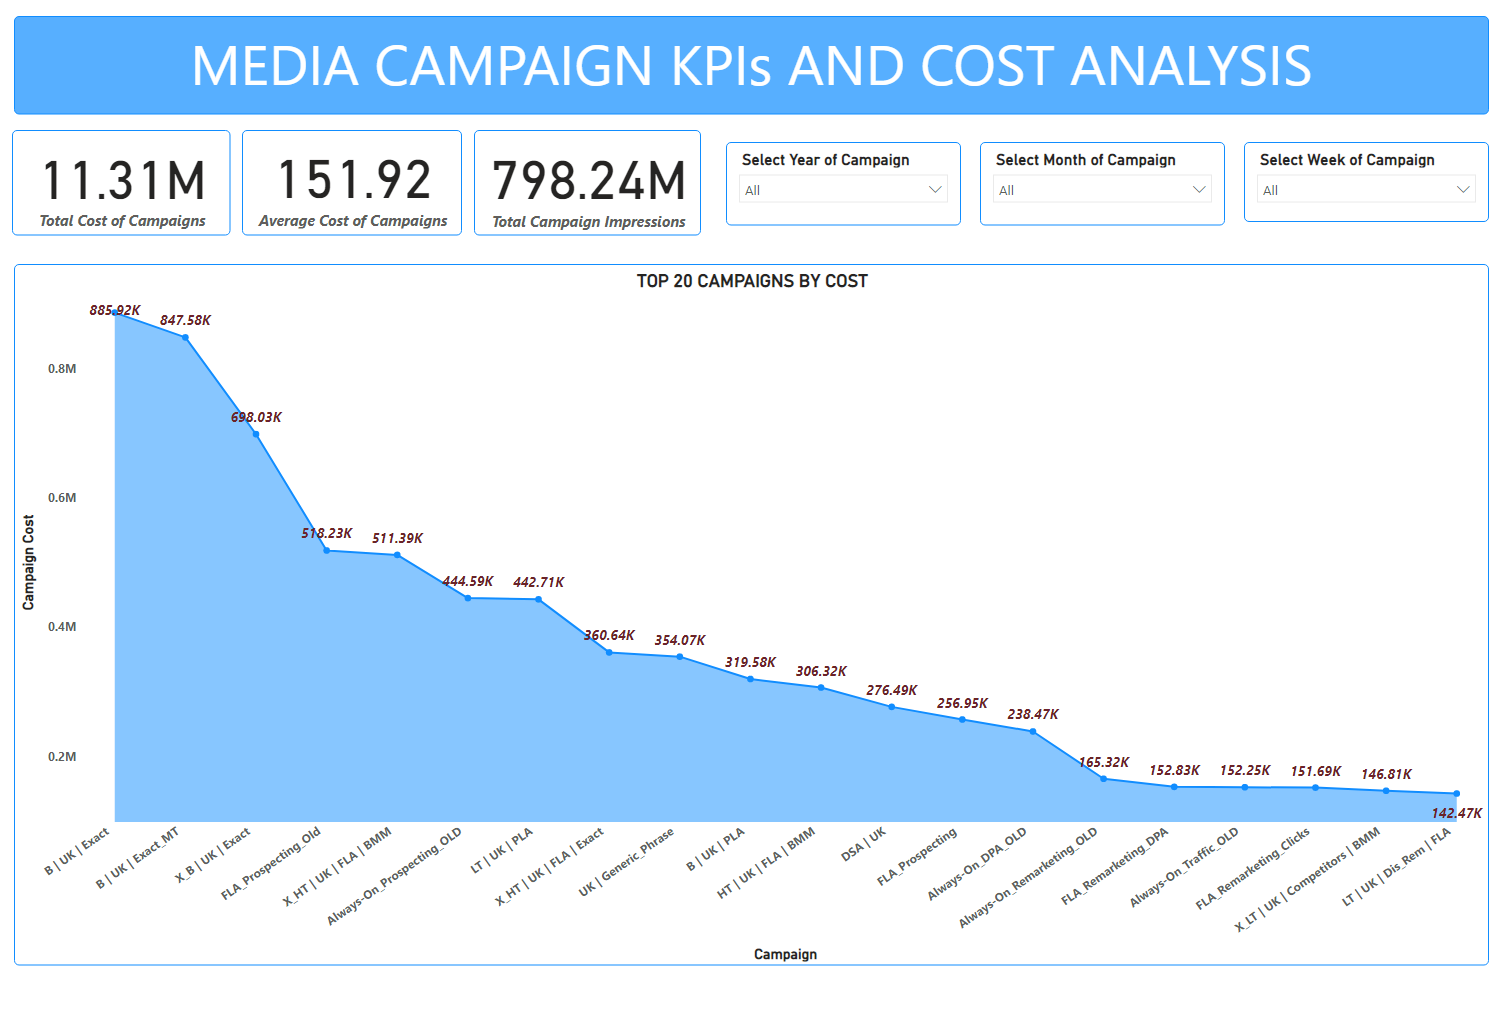 MEDIA CAMPAIGN KPIs AND COST ANALYSIS
11.31M
Total Cost of Campaigns
151.92
Average Cost of Campaigns
798.24M
Total Campaign Impressions
Select Year of Campaign
All
Select Month of Campaign
All
Select Week of Campaign
All
TOP 20 CAMPAIGNS BY COST
Campaign Cost
0.8M
0.6M
0.4M
0.2M
885.92K
847.58K
698.03K
518.23K
511.39K
444.59K
442.71K
360.64K
354.07K
319.58K
306.32K
276.49K
256.95K
238.47K
165.32K
152.83K
152.25K
151.69K
146.81K
142.47K
B | UK | Exact
B | UK | Exact_MT
X_B | UK | Exact
FLA_Prospecting_Old
X_HT | UK | FLA | BMM
Always-On_Prospecting_OLD
LT | UK | PLA
X_HT | UK | FLA | Exact
UK | Generic_Phrase
B | UK | PLA
HT | UK | FLA | BMM
DSA | UK
FLA_Prospecting
Always-On_DPA_OLD
Always-On_Remarketing_OLD
FLA_Remarketing_DPA
Always-On_Traffic_OLD
FLA_Remarketing_Clicks
X_LT | UK | Competitors | BMM
LT | UK | Dis_Rem | FLA
Campaign